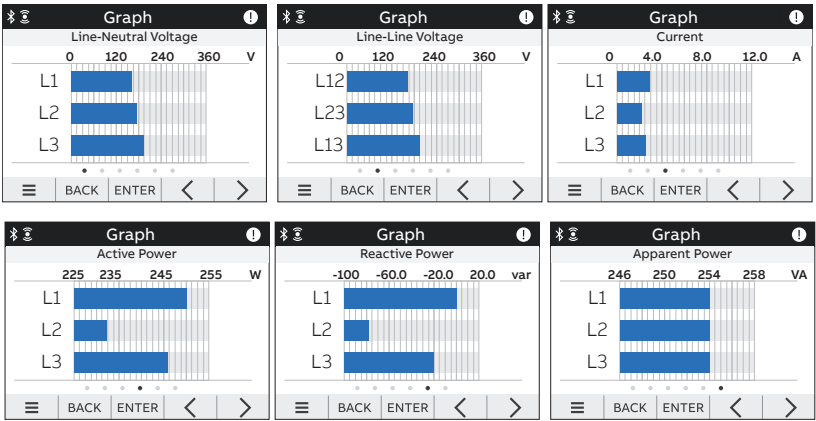 Graph
Line-Neutral Voltage
0 120 240 360 V
L1
L2
L3
BACK ENTER
Graph
Line-Line Voltage
0 120 240 360 V
L12
L23
L13
BACK ENTER
Graph
Current
0 4.0 8.0 12.0 A
L1
L2
L3
BACK ENTER
Graph
Active Power
225 235 245 255 W
L1
L2
L3
BACK ENTER
Graph
Reactive Power
-100 -60.0 -20.0 20.0 var
L1
L2
L3
BACK ENTER
Graph
Apparent Power
246 250 254 258 VA
L1
L2
L3
BACK ENTER